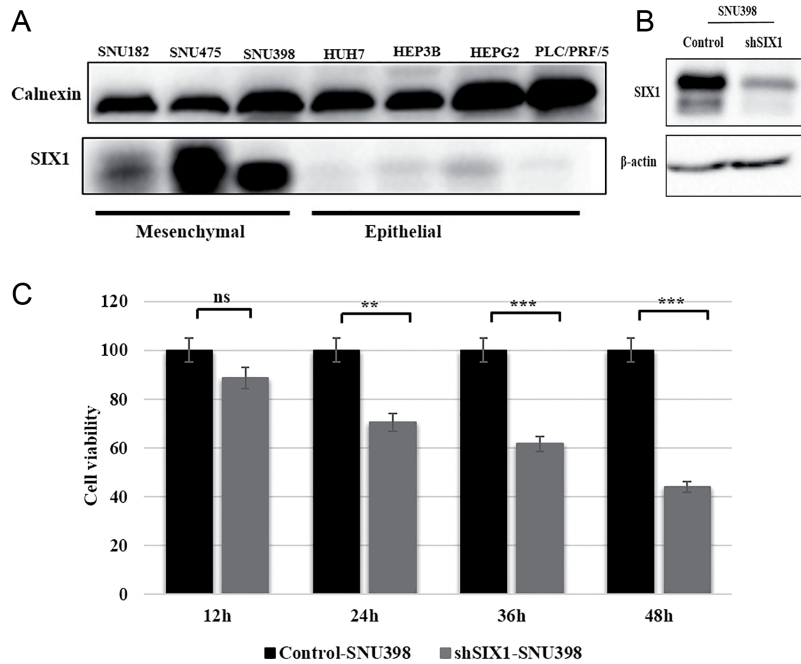 A
SNU182 SNU475 SNU398 HUH7 HEP3B HEPG2 PLC/PRF/5
Calnexin
SIX1
Mesenchymal Epithelial
B
SNU398
Control shSIX1
SIX1
β-actin
C
Cell viability
120
100
80
60
40
20
0
ns
**
***
***
12h 24h 36h 48h
Control-SNU398 shSIX1-SNU398